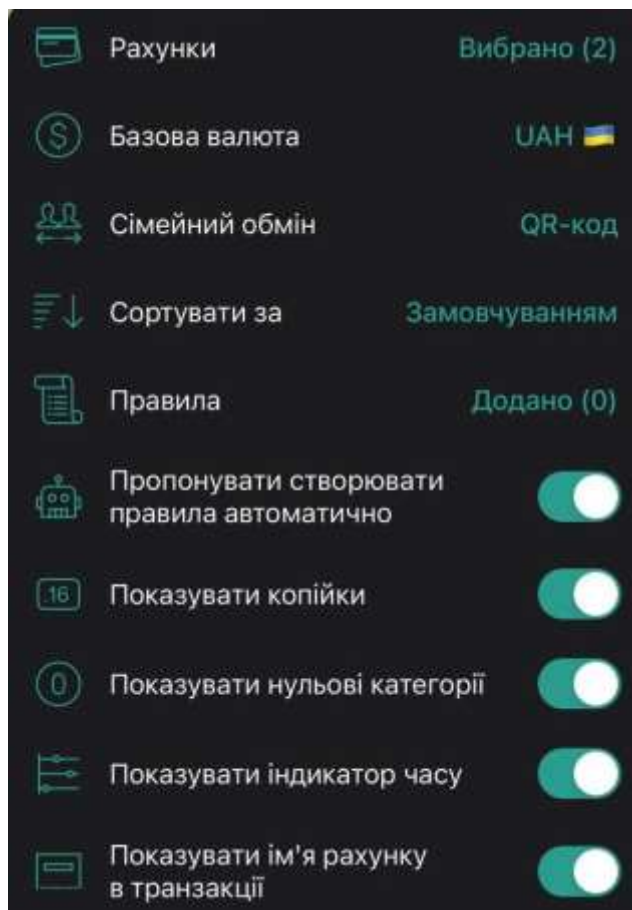 Рахунки Вибрано (2)
Базова валюта UAH 🇺🇦
Сімейний обмін QR-код
Сортувати за Замовчуванням
Правила Додано (0)
Пропонувати створювати
правила автоматично
.16 Показувати копійки
0 Показувати нульові категорії
Показувати індикатор часу
Показувати ім'я рахунку
в транзакції